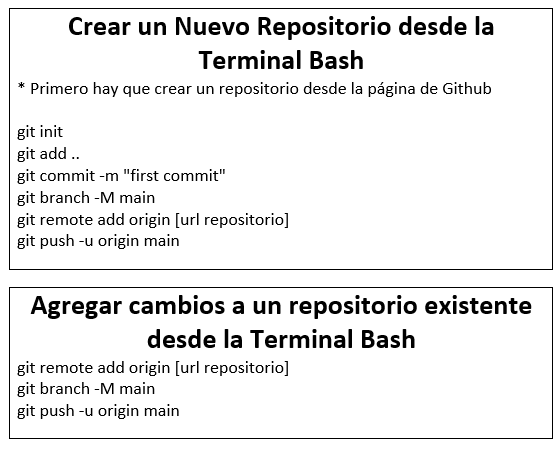 Crear un Nuevo Repositorio desde la
Terminal Bash
* Primero hay que crear un repositorio desde la página de Github
git init
git add ..
git commit -m "first commit"
git branch -M main
git remote add origin [url repositorio]
git push -u origin main
Agregar cambios a un repositorio existente
desde la Terminal Bash
git remote add origin [url repositorio]
git branch -M main
git push -u origin main